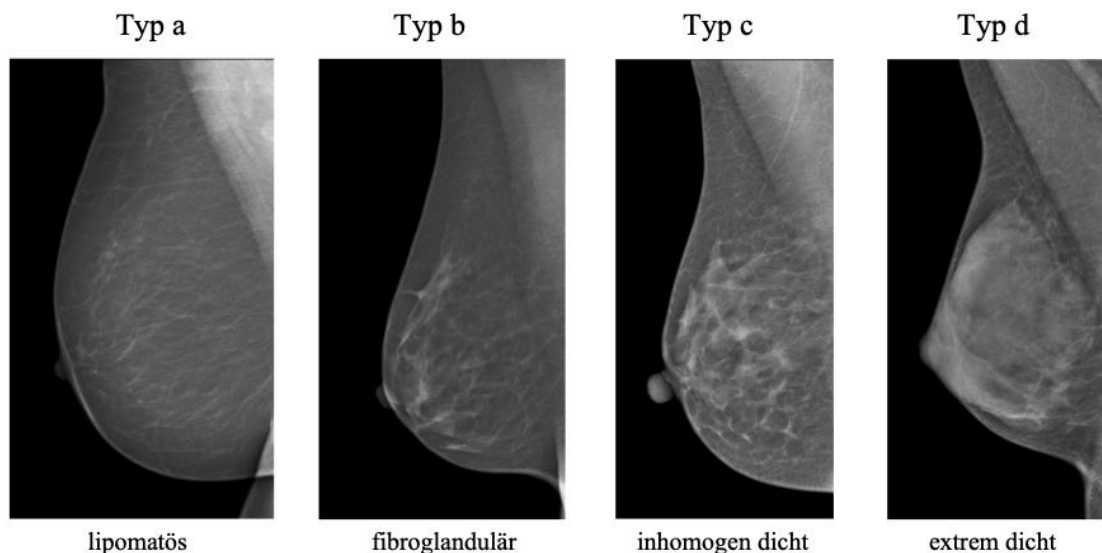 Typ a Typ b Typ c Typ d
lipomatös fibroglandulär inhomogen dicht extrem dicht